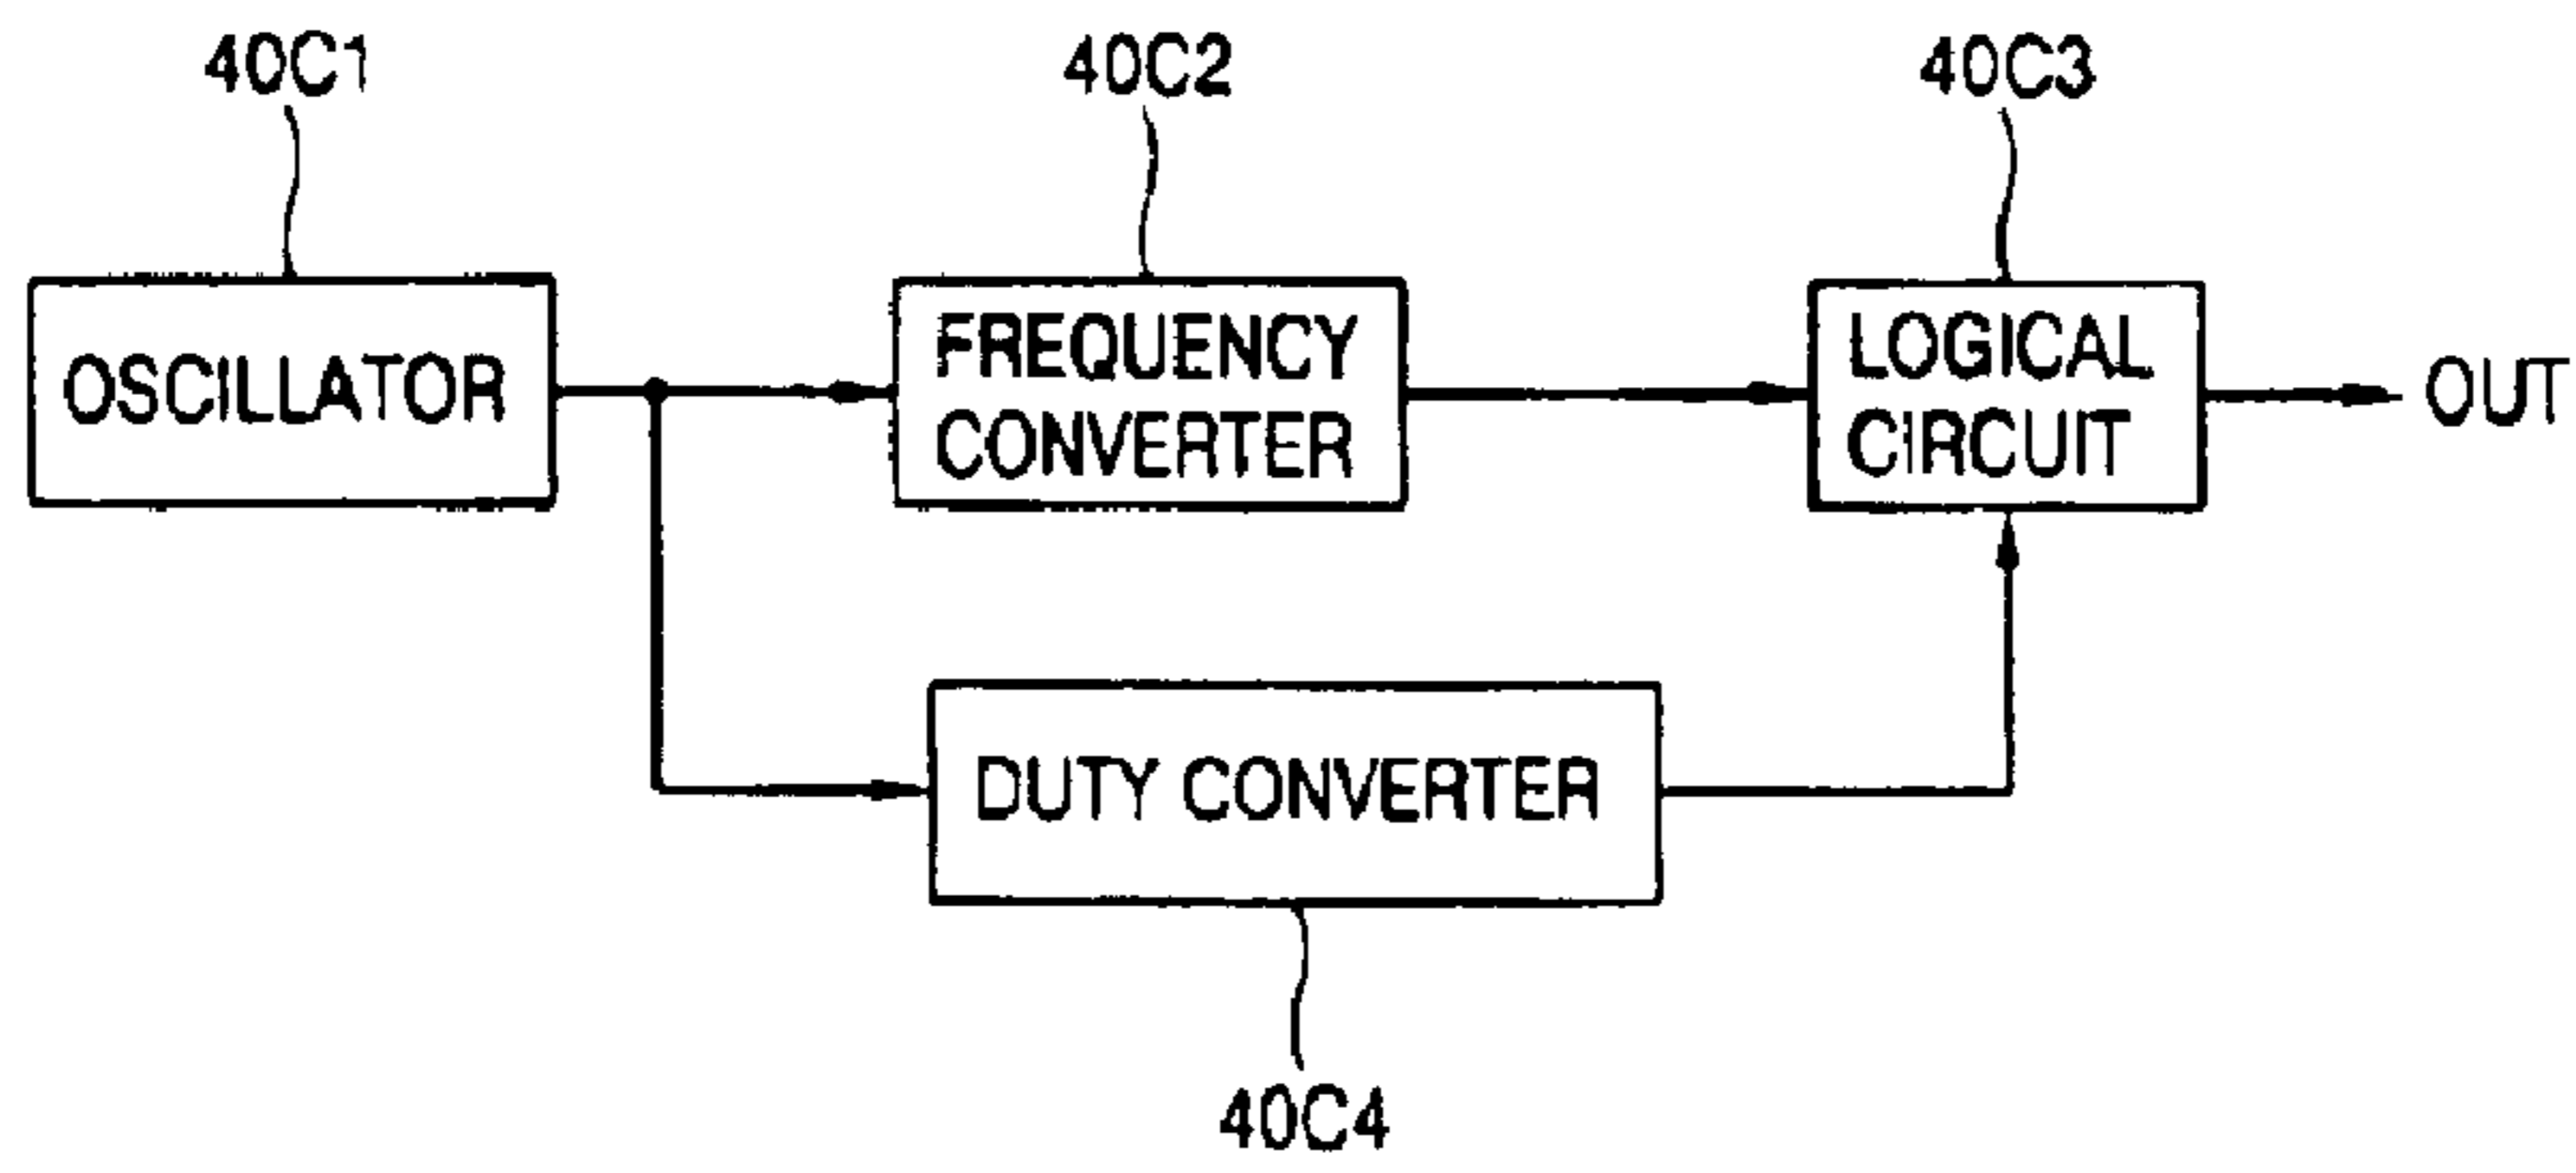 40C1
40C2
40C3
OSCILLATOR
FREQUENCY
CONVERTER
LOGICAL
CIRCUIT
OUT
DUTY CONVERTER
40C4